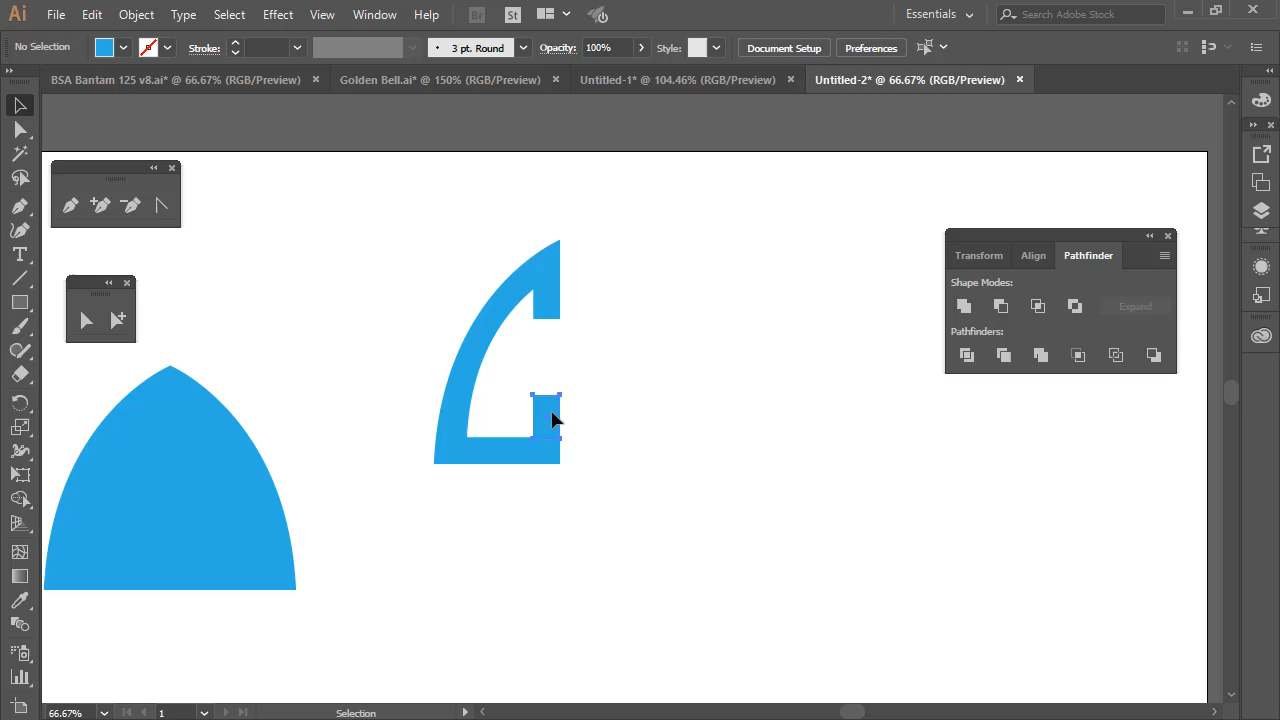 Ai File Edit Object Type Select Effect View Window Help Br St Essentials Search Adobe Stock
No Selection Stroke: 3 pt. Round Opacity: 100% Style: Document Setup Preferences
BSA Bantam 125 v8.ai* @ 66.67% (RGB/Preview) Golden Bell.ai* @ 150% (RGB/Preview) Untitled-1* @ 104.46% (RGB/Preview) Untitled-2* @ 66.67% (RGB/Preview)
Transform Align Pathfinder
Shape Modes:
Expand
Pathfinders:
66.67% 1 Selection